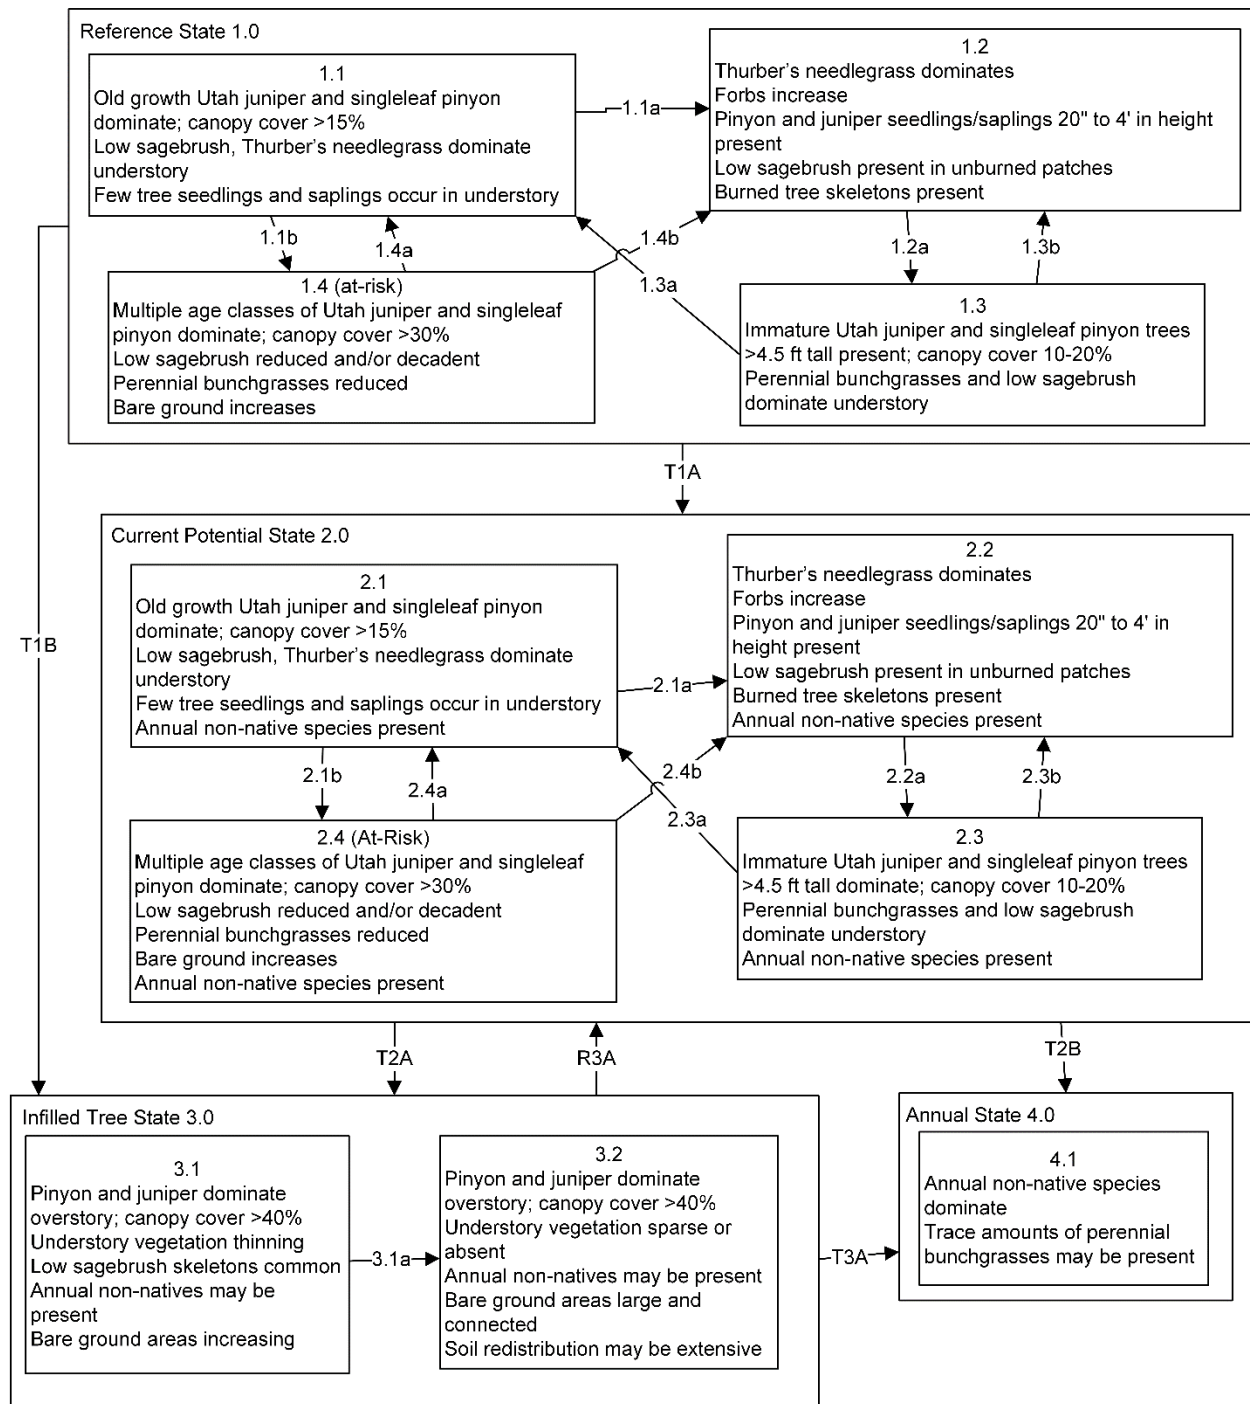 Reference State 1.0
1.1
Old growth Utah juniper and singleleaf pinyon
dominate; canopy cover >15%
Low sagebrush, Thurber's needlegrass dominate
understory
Few tree seedlings and saplings occur in understory
1.1a
1.2
Thurber's needlegrass dominates
Forbs increase
Pinyon and juniper seedlings/saplings 20" to 4' in height
present
Low sagebrush present in unburned patches
Burned tree skeletons present
1.1b
1.4a
1.4b
1.3a
1.2a
1.3b
1.4 (at-risk)
Multiple age classes of Utah juniper and singleleaf
pinyon dominate; canopy cover >30%
Low sagebrush reduced and/or decadent
Perennial bunchgrasses reduced
Bare ground increases
1.3
Immature Utah juniper and singleleaf pinyon trees
>4.5 ft tall present; canopy cover 10-20%
Perennial bunchgrasses and low sagebrush
dominate understory
T1A
T1B
Current Potential State 2.0
2.1
Old growth Utah juniper and singleleaf pinyon
dominate; canopy cover >15%
Low sagebrush, Thurber's needlegrass dominate
understory
Few tree seedlings and saplings occur in understory
Annual non-native species present
2.1a
2.2
Thurber's needlegrass dominates
Forbs increase
Pinyon and juniper seedlings/saplings 20" to 4' in
height present
Low sagebrush present in unburned patches
Burned tree skeletons present
Annual non-native species present
2.1b
2.4a
2.4b
2.3a
2.2a
2.3b
2.4 (At-Risk)
Multiple age classes of Utah juniper and singleleaf
pinyon dominate; canopy cover >30%
Low sagebrush reduced and/or decadent
Perennial bunchgrasses reduced
Bare ground increases
Annual non-native species present
2.3
Immature Utah juniper and singleleaf pinyon trees
>4.5 ft tall dominate; canopy cover 10-20%
Perennial bunchgrasses and low sagebrush
dominate understory
Annual non-native species present
T2A
R3A
T2B
Infilled Tree State 3.0
3.1
Pinyon and juniper dominate
overstory; canopy cover >40%
Understory vegetation thinning
Low sagebrush skeletons common
Annual non-natives may be
present
Bare ground areas increasing
3.1a
3.2
Pinyon and juniper dominate
overstory; canopy cover >40%
Understory vegetation sparse or
absent
Annual non-natives may be present
Bare ground areas large and
connected
Soil redistribution may be extensive
T3A
Annual State 4.0
4.1
Annual non-native species
dominate
Trace amounts of perennial
bunchgrasses may be present